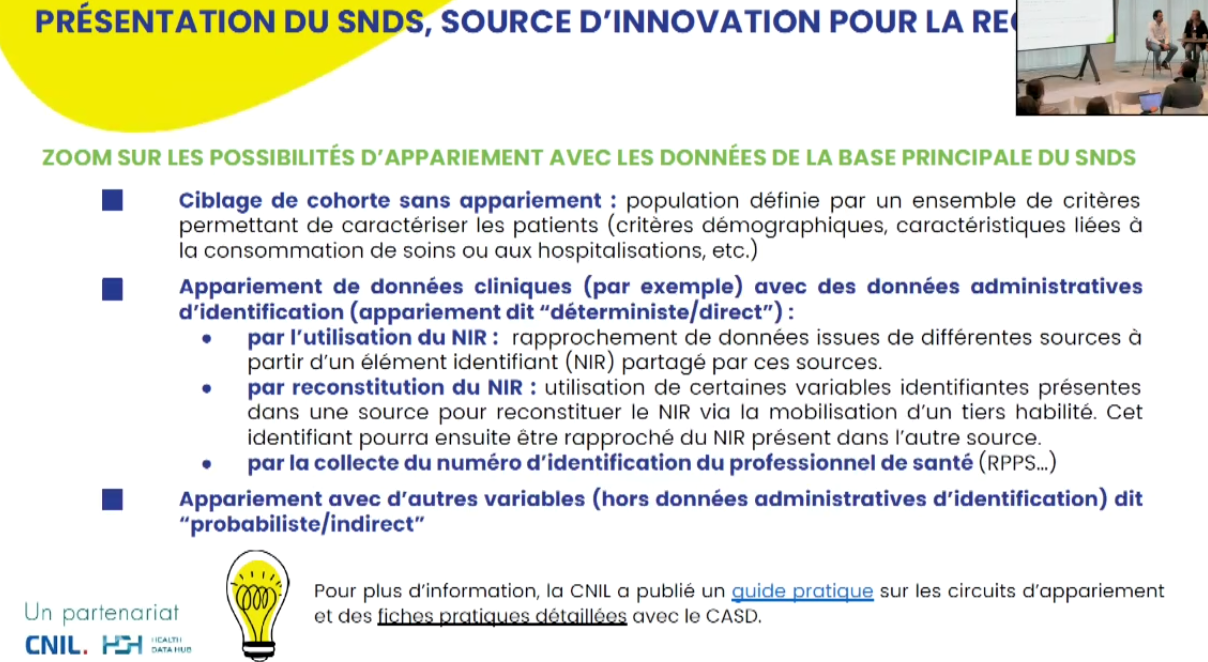 PRÉSENTATION DU SNDS, SOURCE D'INNOVATION POUR LA
ZOOM SUR LES POSSIBILITÉS D'APPARIEMENT AVEC LES DONNÉES DE LA BASE PRINCIPALE DU SNDS
Ciblage de cohorte sans appariement : population définie par un ensemble de critères
permettant de caractériser les patients (critères démographiques, caractéristiques liées à
la consommation de soins ou aux hospitalisations, etc.)
Appariement de données cliniques (par exemple) avec des données administratives
d'identification (appariement dit "déterministe/direct") :
• par l'utilisation du NIR : rapprochement de données issues de différentes sources à
partir d'un élément identifiant (NIR) partagé par ces sources.
• par reconstitution du NIR : utilisation de certaines variables identifiantes présentes
dans une source pour reconstituer le NIR via la mobilisation d'un tiers habilité. Cet
identifiant pourra ensuite être rapproché du NIR présent dans l'autre source.
• par la collecte du numéro d'identification du professionnel de santé (RPPS...)
Appariement avec d'autres variables (hors données administratives d'identification) dit
"probabiliste/indirect"
Pour plus d'information, la CNIL a publié un guide pratique sur les circuits d'appariement
et des fiches pratiques détaillées avec le CASD.
Un partenariat
CNIL. HDH HEALTH
DATA HUB